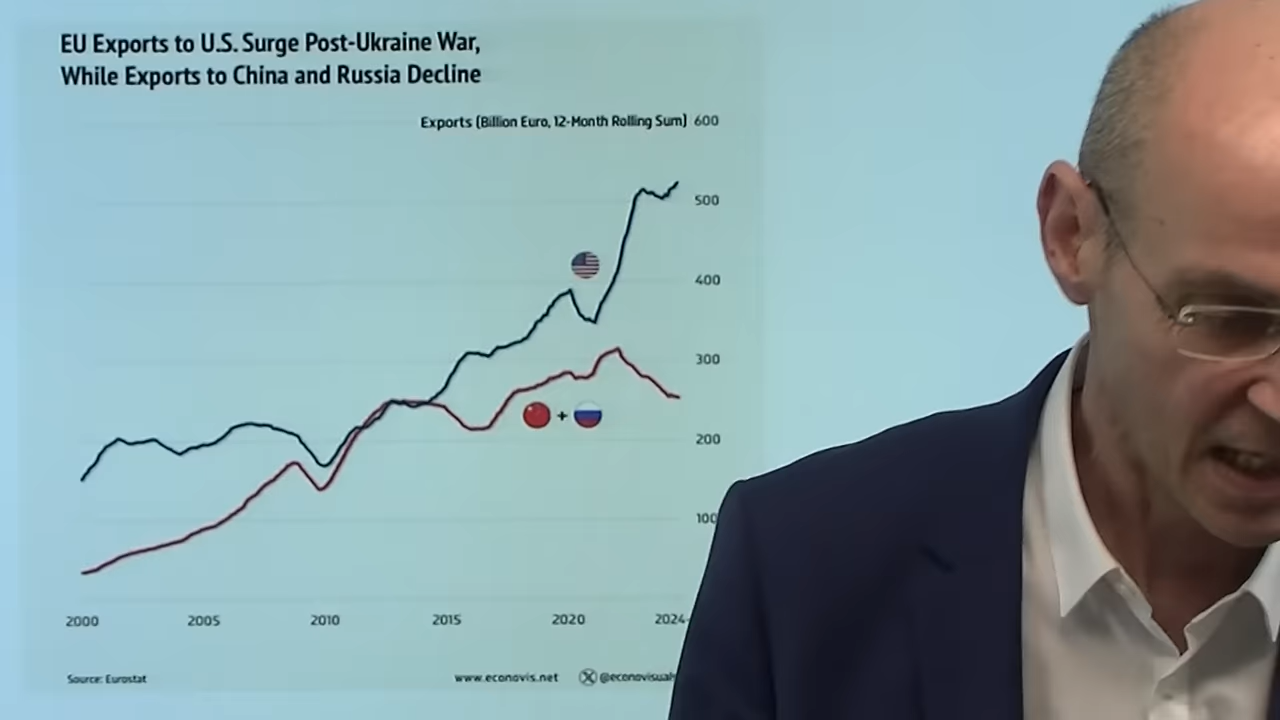 EU Exports to U.S. Surge Post-Ukraine War,
While Exports to China and Russia Decline
Exports (Billion Euro, 12-Month Rolling Sum) 600
500
400
300
200
100
2000 2005 2010 2015 2020 2024
Source: Eurostat www.econovis.net @econovisual